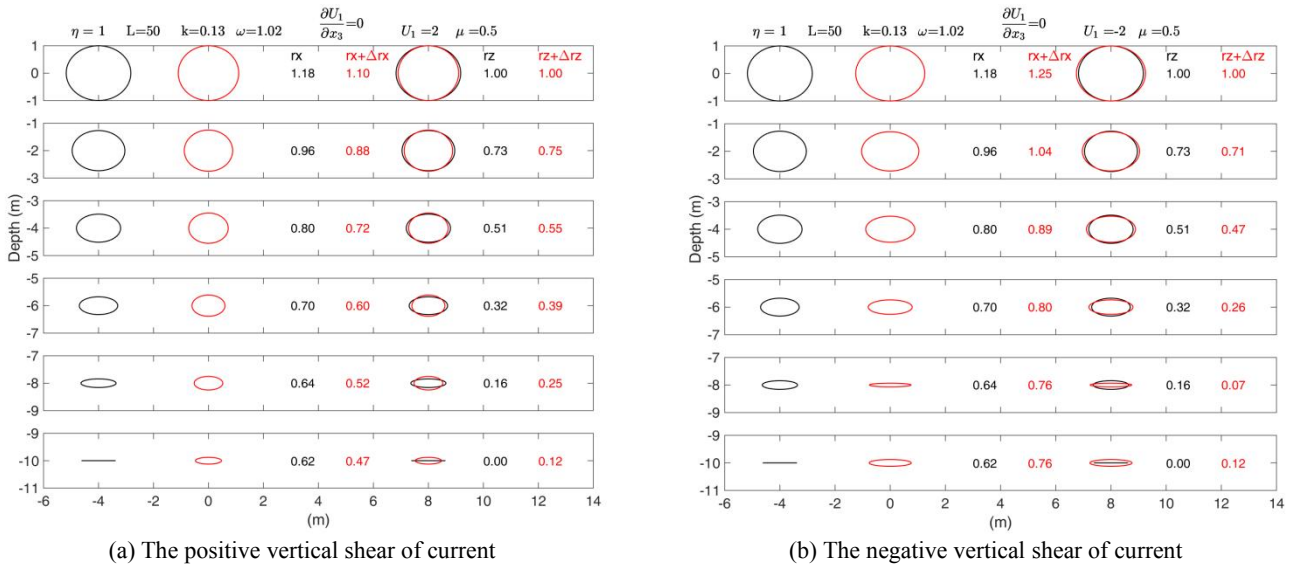 η = 1 L=50 k=0.13 ω=1.02 ∂U₁/∂x₃=0 U₁=2 μ=0.5
rx rx+Δrx rz rz+Δrz
1.18 1.10 1.00 1.00
0.96 0.88 0.73 0.75
0.80 0.72 0.51 0.55
0.70 0.60 0.32 0.39
0.64 0.52 0.16 0.25
0.62 0.47 0.00 0.12
1
0
-1
-1
-2
-3
-3
-4
-5
-5
-6
-7
-7
-8
-9
-9
-10
-11
Depth (m)
-6 -4 -2 0 2 4 6 8 10 12 14
(m)
(a) The positive vertical shear of current
η = 1 L=50 k=0.13 ω=1.02 ∂U₁/∂x₃=0 U₁=-2 μ=0.5
rx rx+Δrx rz rz+Δrz
1.18 1.25 1.00 1.00
0.96 1.04 0.73 0.71
0.80 0.89 0.51 0.47
0.70 0.80 0.32 0.26
0.64 0.76 0.16 0.07
0.62 0.76 0.00 0.12
1
0
-1
-1
-2
-3
-3
-4
-5
-5
-6
-7
-7
-8
-9
-9
-10
-11
Depth (m)
-6 -4 -2 0 2 4 6 8 10 12 14
(m)
(b) The negative vertical shear of current